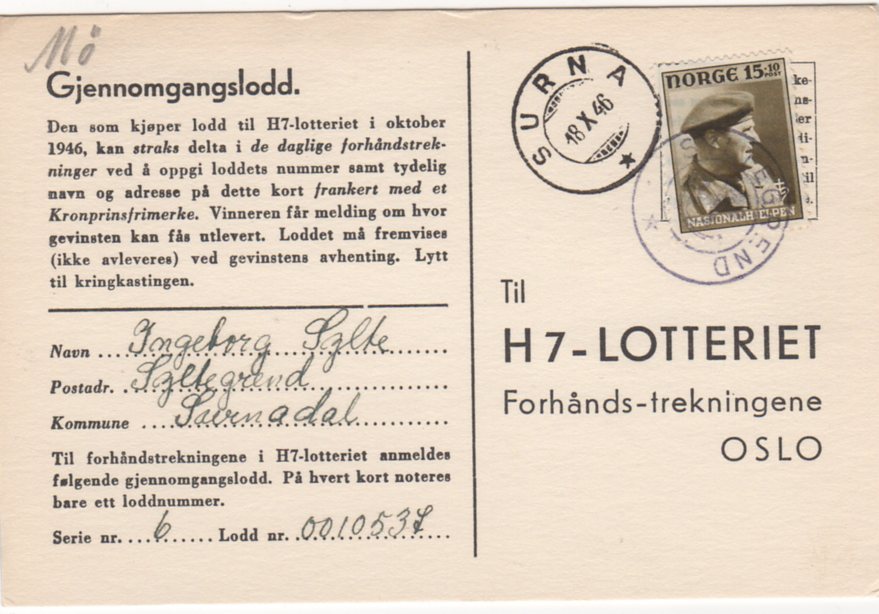 Mö
Gjennomgangslodd.
Den som kjøper lodd til H7-lotteriet i oktober
1946, kan straks delta i de daglige forhåndstrek-
ninger ved å oppgi loddets nummer samt tydelig
navn og adresse på dette kort frankert med et
Kronprinsfrimerke. Vinneren får melding om hvor
gevinsten kan fås utlevert. Loddet må fremvises
(ikke avleveres) ved gevinstens avhenting. Lytt
til kringkastingen.
Navn ... Ingeborg Sylte
Postadr. .. Syltegrend
Kommune ... Surnadal
Til forhåndstrekningene i H7-lotteriet anmeldes
følgende gjennomgangslodd. På hvert kort noteres
bare ett loddnummer.
Serie nr. ... 6 ...... Lodd nr. .0010537
SURNA
18 X 46
NORGE 15+10
POST
NASJONALHJELPEN
Til
H7-LOTTERIET
Forhånds-trekningene
OSLO